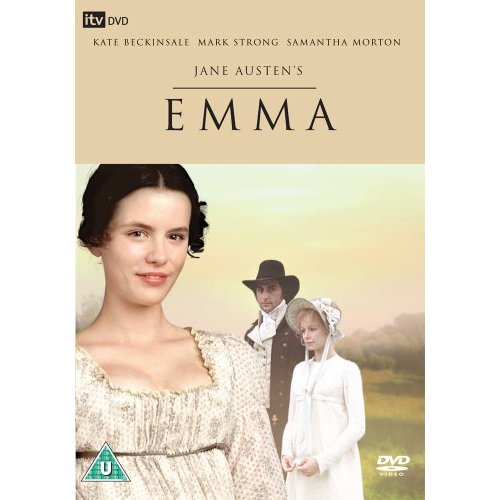 itv DVD
KATE BECKINSALE MARK STRONG SAMANTHA MORTON
JANE AUSTEN'S
EMMA
U
DVD
VIDEO